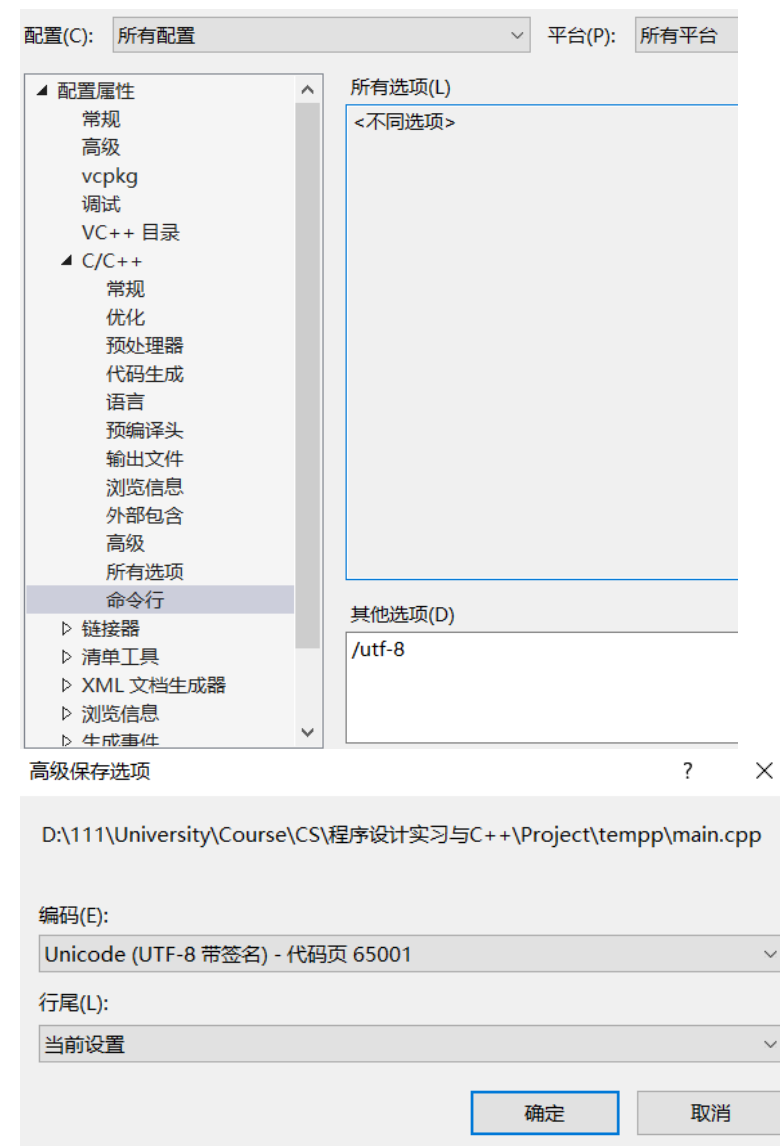 配置(C): 所有配置 平台(P): 所有平台
配置属性
常规
高级
vcpkg
调试
VC++ 目录
C/C++
常规
优化
预处理器
代码生成
语言
预编译头
输出文件
浏览信息
外部包含
高级
所有选项
命令行
链接器
清单工具
XML 文档生成器
浏览信息
生成事件
所有选项(L)
<不同选项>
其他选项(D)
/utf-8
高级保存选项 ?
D:\111\University\Course\CS\程序设计实习与C++\Project\tempp\main.cpp
编码(E):
Unicode (UTF-8 带签名) - 代码页 65001
行尾(L):
当前设置
确定 取消